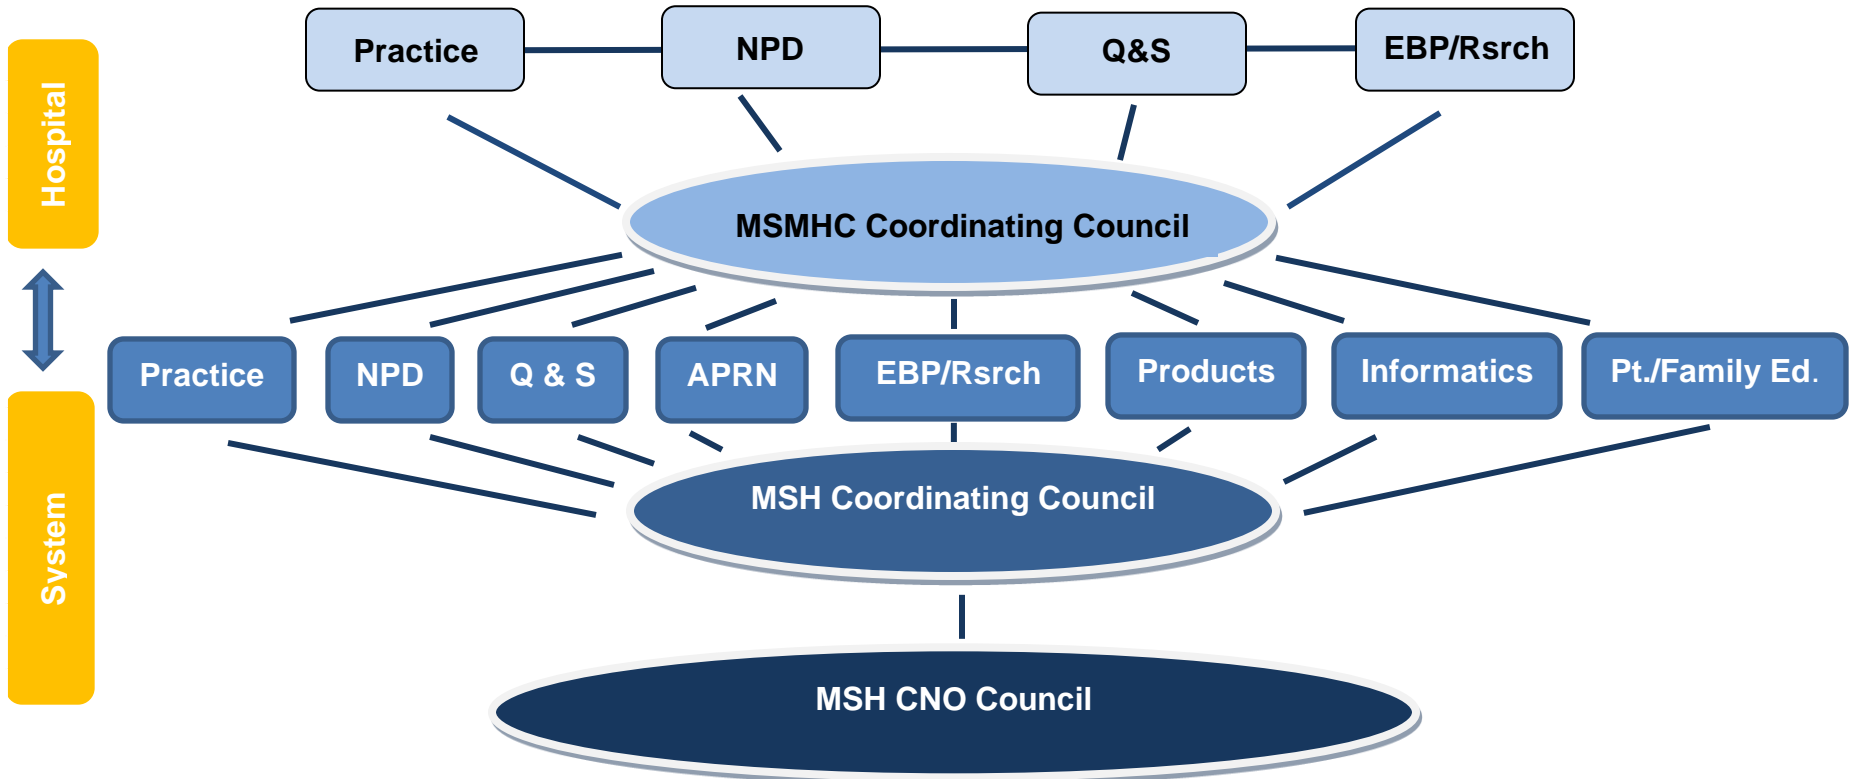 Hospital
Practice
NPD
Q&S
EBP/Rsrch
MSMHC Coordinating Council
System
Practice
NPD
Q & S
APRN
EBP/Rsrch
Products
Informatics
Pt./Family Ed.
MSH Coordinating Council
MSH CNO Council